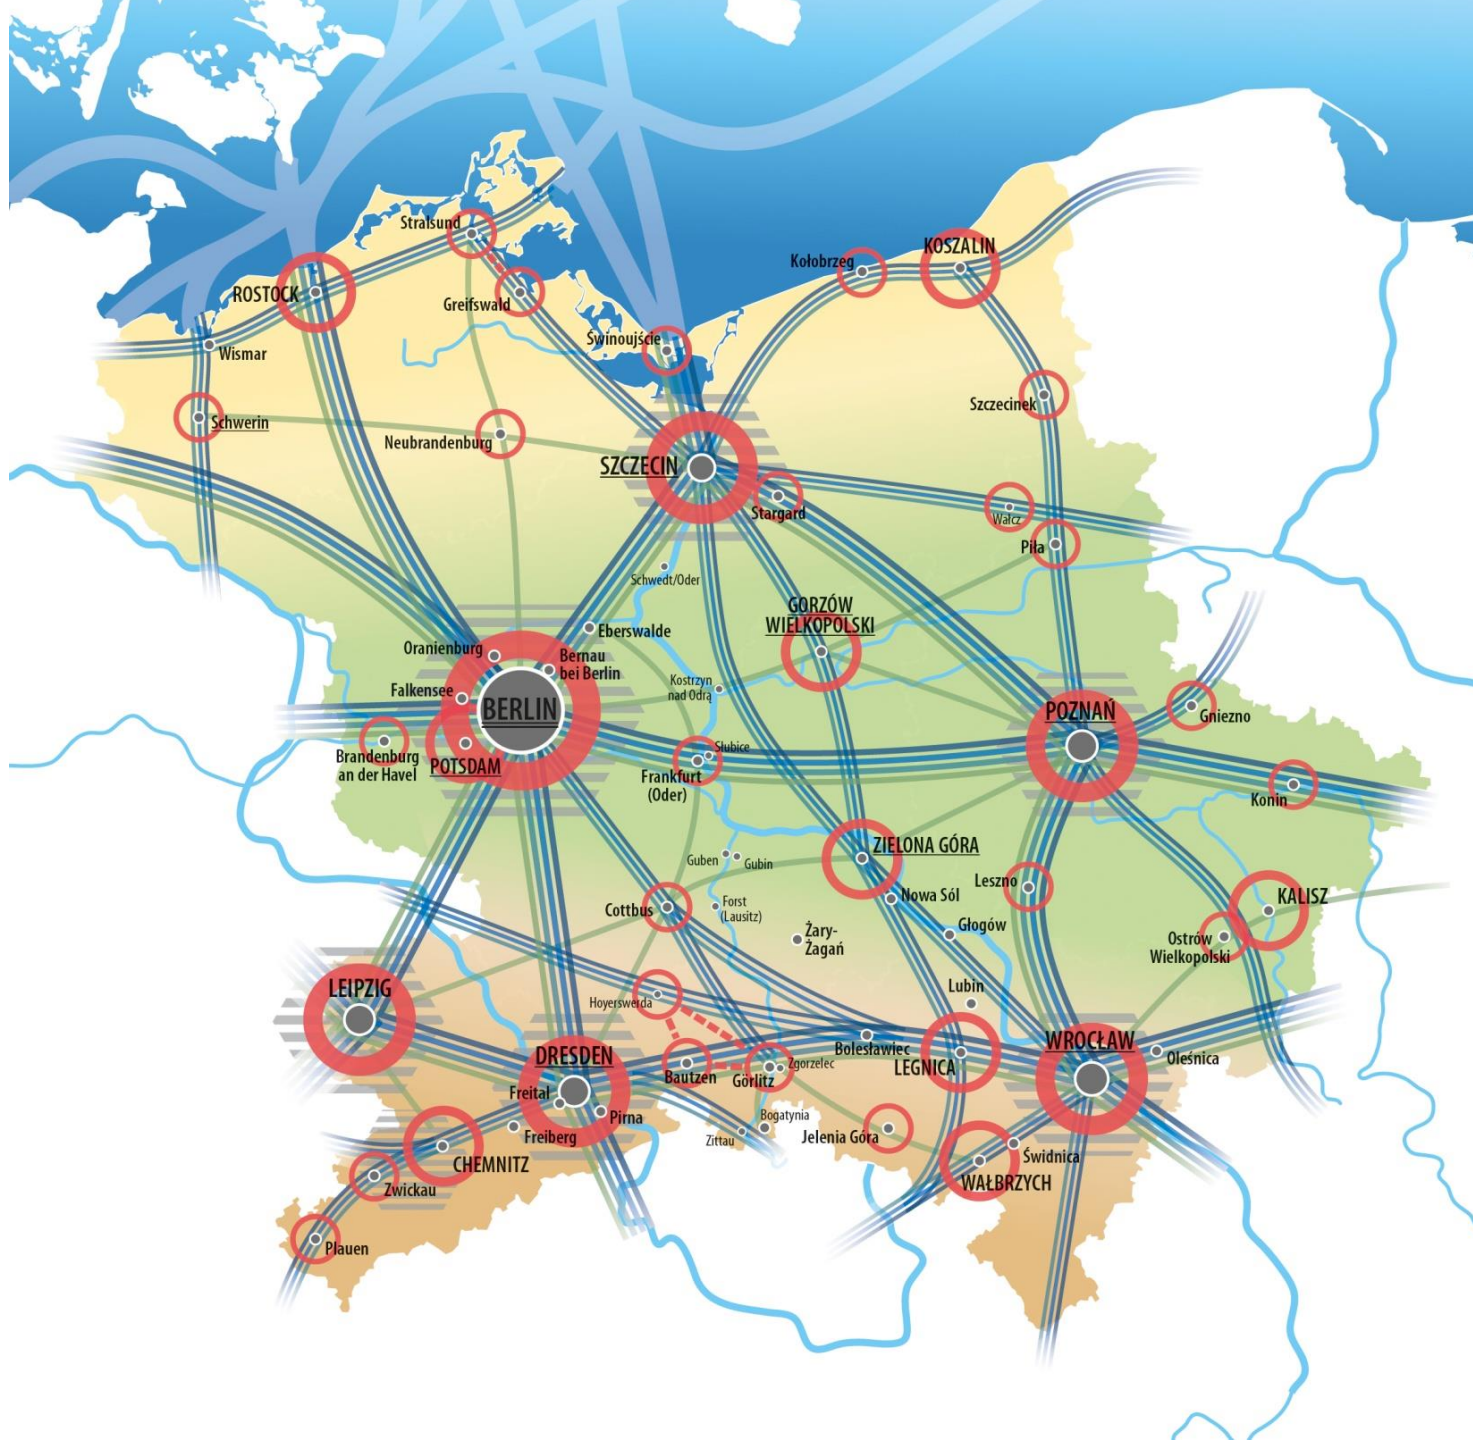 Stralsund
KOSZALIN
Kołobrzeg
ROSTOCK
Greifswald
Świnoujście
Wismar
Szczecinek
Schwerin
Neubrandenburg
SZCZECIN
Stargard
Wałcz
Piła
Schwedt/Oder
GORZÓW
WIELKOPOLSKI
Eberswalde
Oranienburg
Bernau
bei Berlin
Kostrzyn
nad Odrą
Falkensee
BERLIN
POZNAŃ
Gniezno
Brandenburg
an der Havel
POTSDAM
Słubice
Frankfurt
(Oder)
Konin
ZIELONA GÓRA
Guben
Gubin
Leszno
Nowa Sól
KALISZ
Cottbus
Forst
(Lausitz)
Żary-
Żagań
Głogów
Ostrów
Wielkopolski
LEIPZIG
Hoyerswerda
Lubin
DRESDEN
Bolesławiec
WROCŁAW
Oleśnica
Zgorzelec
LEGNICA
Bautzen
Görlitz
Freital
Pirna
Bogatynia
Freiberg
Zittau
Jelenia Góra
Świdnica
CHEMNITZ
WAŁBRZYCH
Zwickau
Plauen